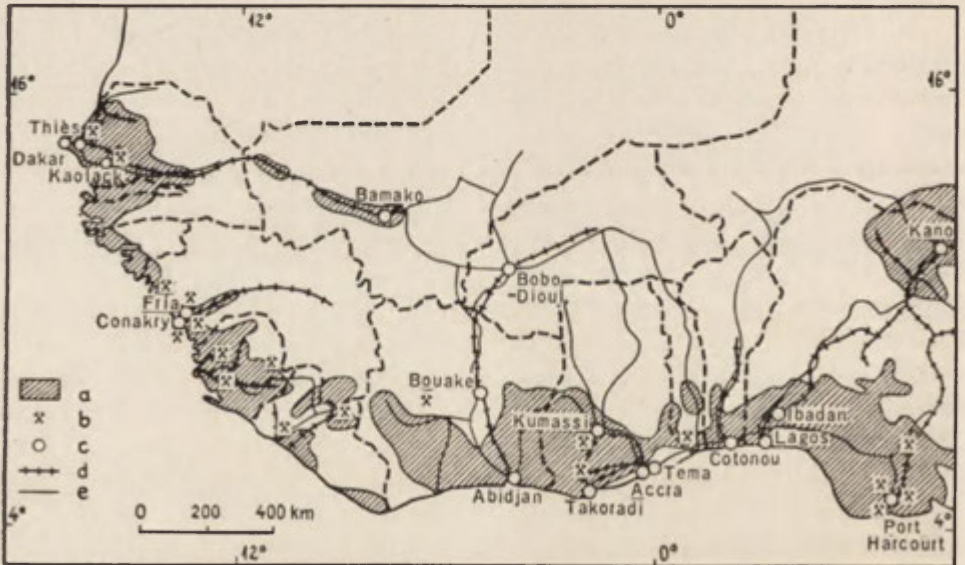 12°
0°
16°
16°
Thiès
Dakar
Kaolack
Bamako
Kano
Bobo
-Dioul
Fria
Conakry
Bouake
Kumassi
Ibadan
Lagos
Cotonou
Tema
Accra
Abidjan
Takoradi
Port
Harcourt
a
b
c
d
e
0 200 400 km
4°
4°
12°
0°